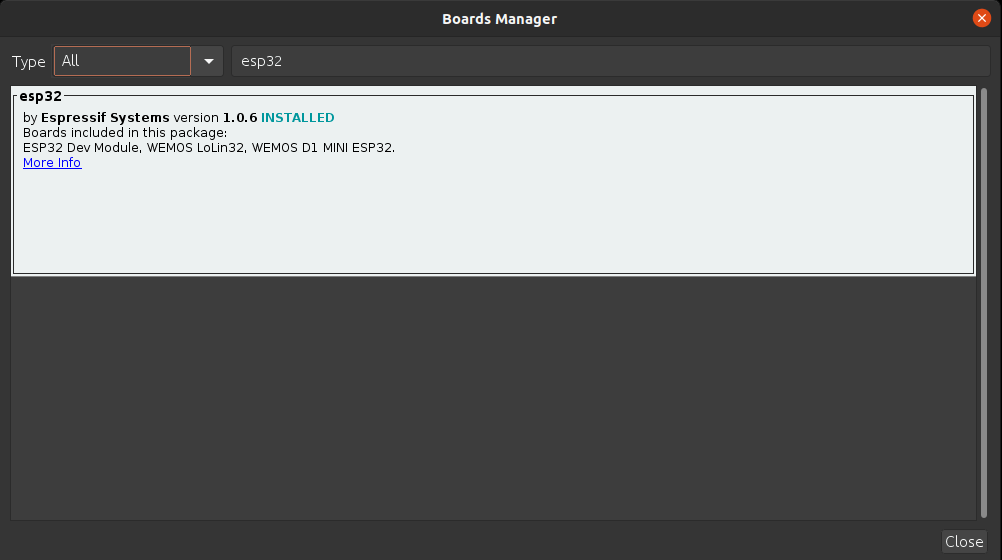 Boards Manager
Type All esp32
esp32
by Espressif Systems version 1.0.6 INSTALLED
Boards included in this package:
ESP32 Dev Module, WEMOS LoLin32, WEMOS D1 MINI ESP32.
More Info
Close